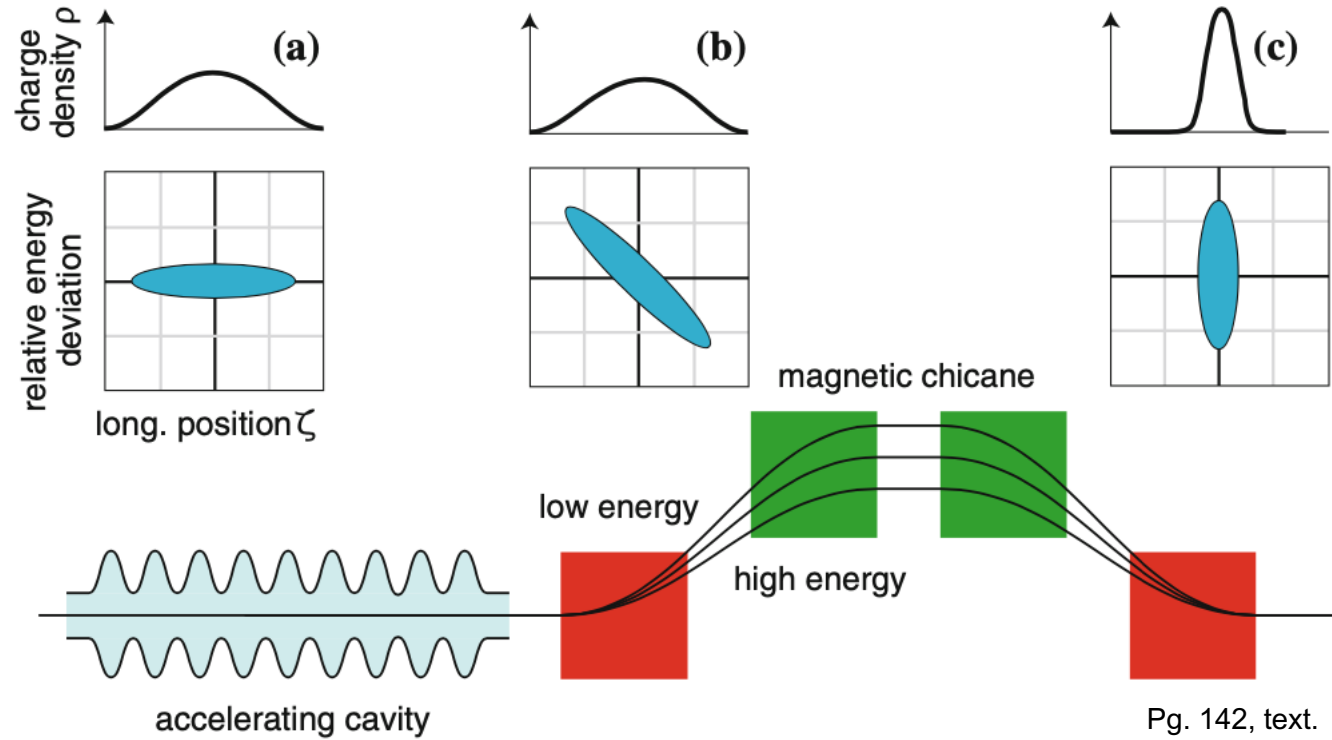 charge
density ρ
(a)
(b)
(c)
relative energy
deviation
long. position ζ
magnetic chicane
low energy
high energy
accelerating cavity
Pg. 142, text.